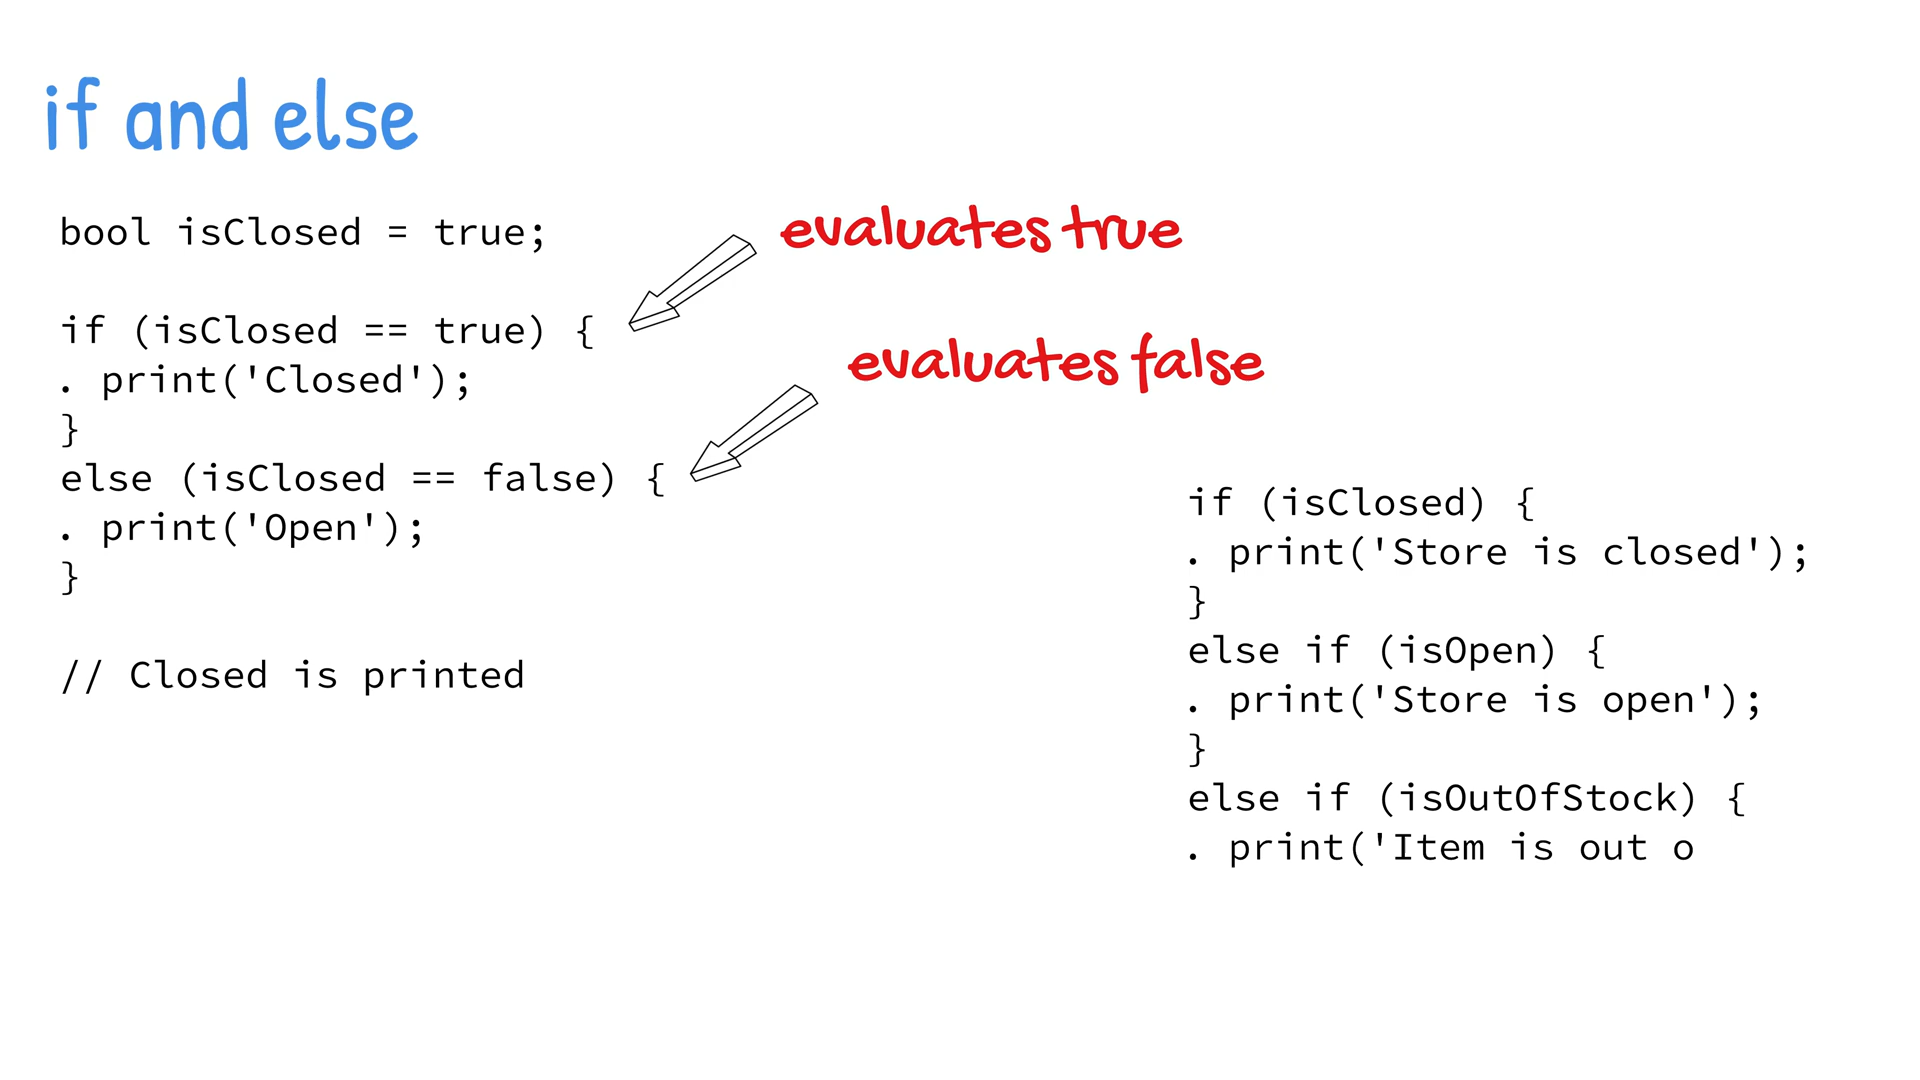 if and else
bool isClosed = true;
evaluates true
if (isClosed == true) {
. print('Closed');
}
evaluates false
else (isClosed == false) {
. print('Open');
}
// Closed is printed
if (isClosed) {
. print('Store is closed');
}
else if (isOpen) {
. print('Store is open');
}
else if (isOutOfStock) {
. print('Item is out o